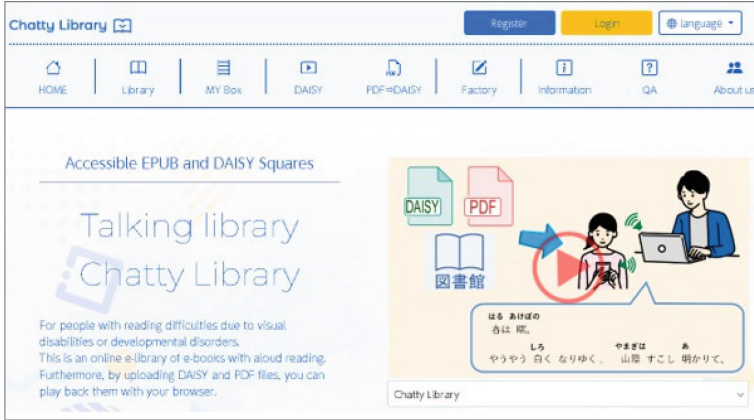 Chatty Library
Register
Login
language
HOME
Library
MY Box
DAISY
PDF⇒DAISY
Factory
Information
QA
About us
Accessible EPUB and DAISY Squares
Talking library
Chatty Library
For people with reading difficulties due to visual
disabilities or developmental disorders.
This is an online e-library of e-books with aloud reading.
Furthermore, by uploading DAISY and PDF files, you can
play back them with your browser.
DAISY
PDF
図書館
はる あけぼの
春は 曙。
しろ やまぎは あ
やうやう 白く なりゆく、 山際 すこし 明かりて、
Chatty Library